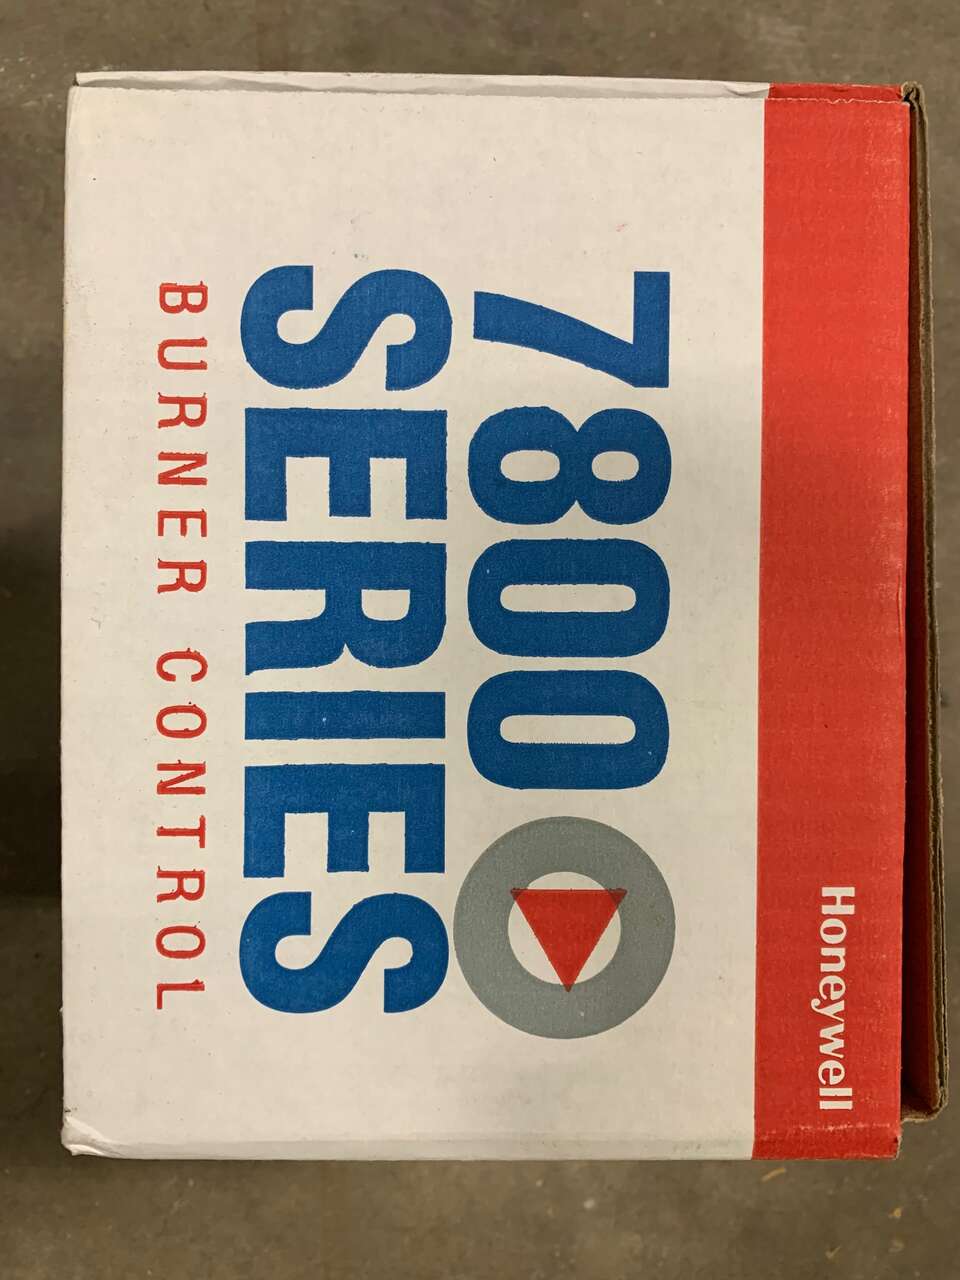 Honeywell
7800
SERIES
BURNER CONTROL